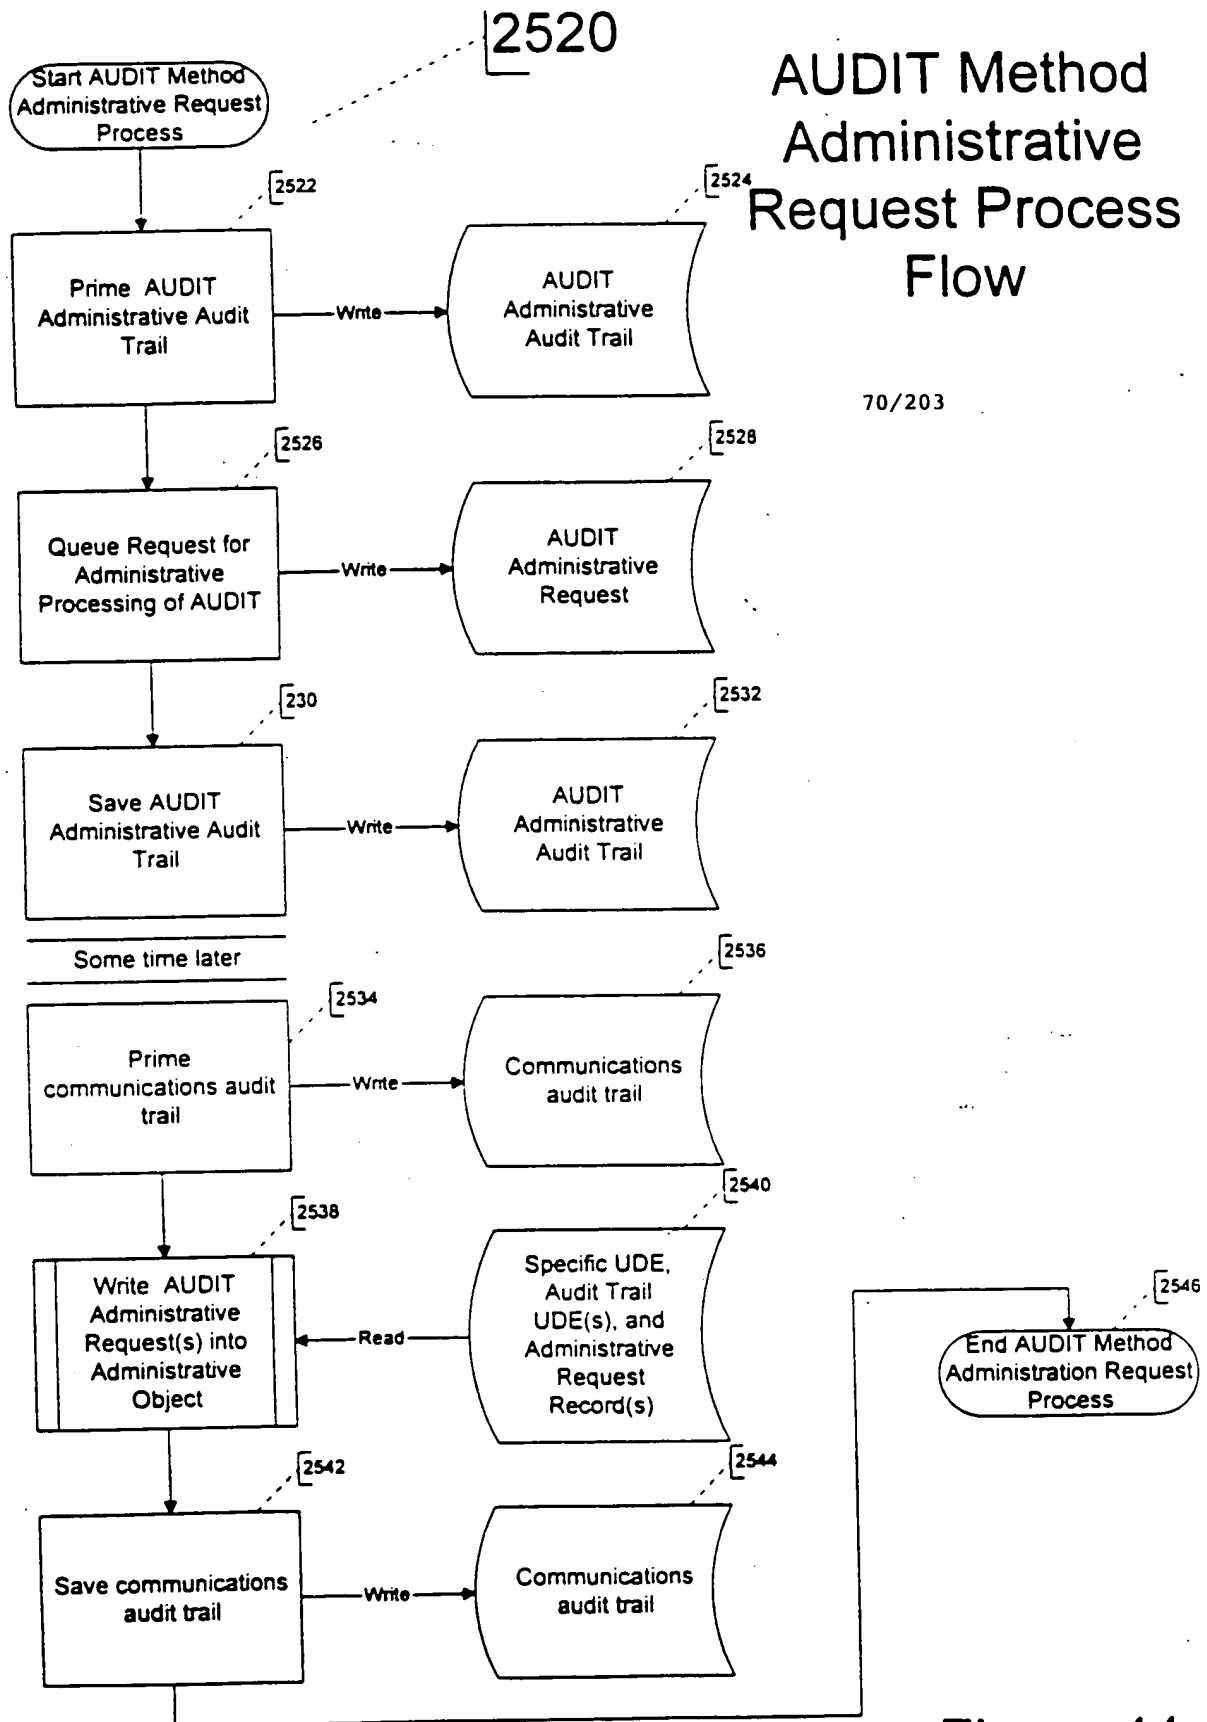 2520
AUDIT Method
Administrative
Request Process
Flow
70/203
Start AUDIT Method
Administrative Request
Process
2522
Prime AUDIT
Administrative Audit
Trail
Write
2524
AUDIT
Administrative
Audit Trail
2526
Queue Request for
Administrative
Processing of AUDIT
Write
2528
AUDIT
Administrative
Request
230
Save AUDIT
Administrative Audit
Trail
Write
2532
AUDIT
Administrative
Audit Trail
Some time later
2534
Prime
communications audit
trail
Write
2536
Communications
audit trail
2538
Write AUDIT
Administrative
Request(s) into
Administrative
Object
Read
2540
Specific UDE,
Audit Trail
UDE(s), and
Administrative
Request
Record(s)
2542
Save communications
audit trail
Write
2544
Communications
audit trail
2546
End AUDIT Method
Administration Request
Process